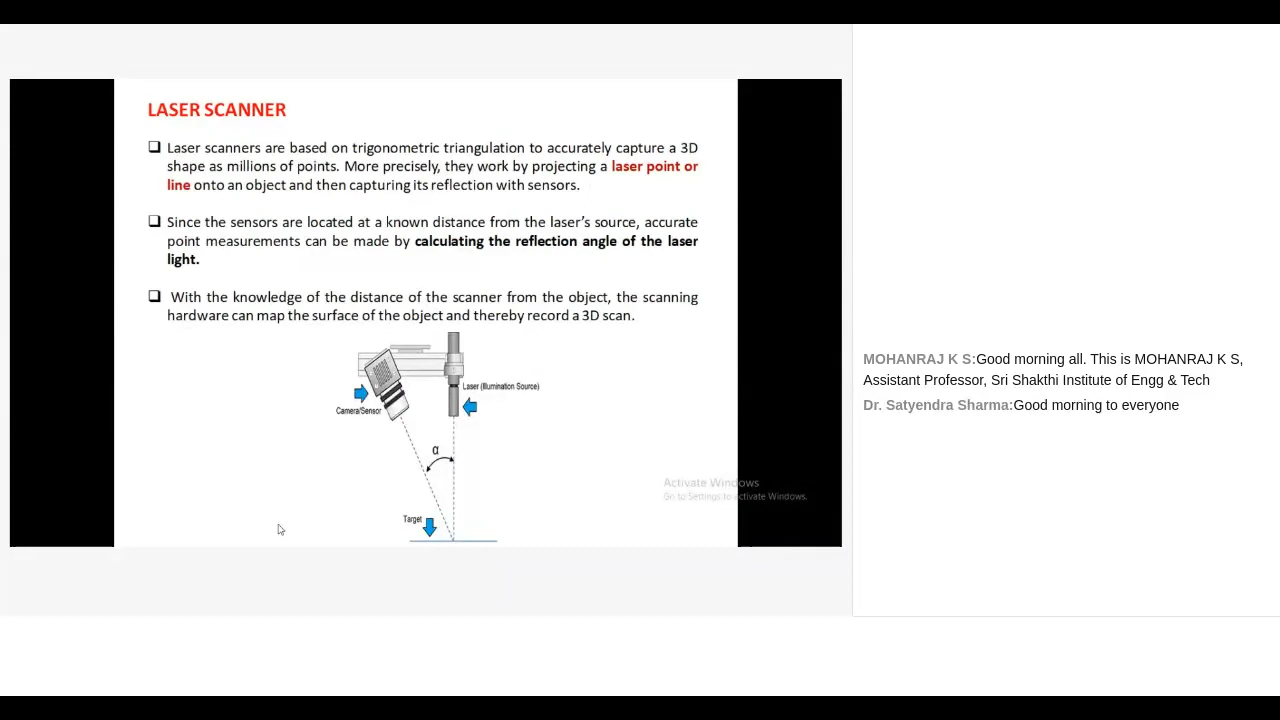 LASER SCANNER
❑ Laser scanners are based on trigonometric triangulation to accurately capture a 3D
shape as millions of points. More precisely, they work by projecting a laser point or
line onto an object and then capturing its reflection with sensors.
❑ Since the sensors are located at a known distance from the laser's source, accurate
point measurements can be made by calculating the reflection angle of the laser
light.
❑ With the knowledge of the distance of the scanner from the object, the scanning
hardware can map the surface of the object and thereby record a 3D scan.
Laser (Illumination Source)
Camera/Sensor
α
Target
Activate Windows
Go to Settings to activate Windows.
MOHANRAJ K S:Good morning all. This is MOHANRAJ K S,
Assistant Professor, Sri Shakthi Institute of Engg & Tech
Dr. Satyendra Sharma:Good morning to everyone